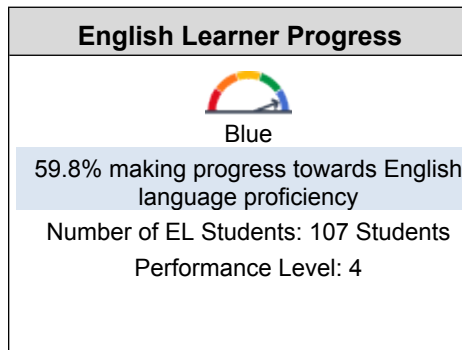 English Learner Progress
Blue
59.8% making progress towards English
language proficiency
Number of EL Students: 107 Students
Performance Level: 4